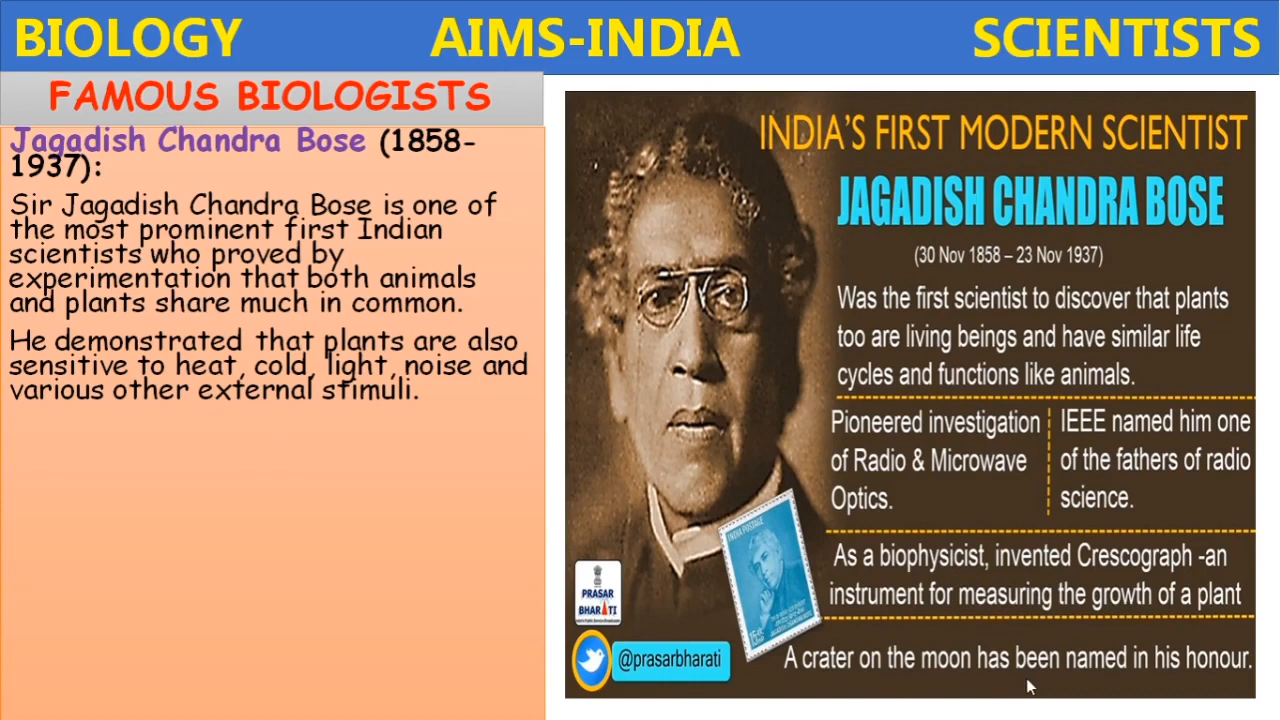 BIOLOGY AIMS-INDIA SCIENTISTS
FAMOUS BIOLOGISTS
Jagadish Chandra Bose (1858-
1937):
Sir Jagadish Chandra Bose is one of
the most prominent first Indian
scientists who proved by
experimentation that both animals
and plants share much in common.
He demonstrated that plants are also
sensitive to heat, cold, light, noise and
various other external stimuli.
INDIA'S FIRST MODERN SCIENTIST
JAGADISH CHANDRA BOSE
(30 Nov 1858 – 23 Nov 1937)
Was the first scientist to discover that plants
too are living beings and have similar life
cycles and functions like animals.
Pioneered investigation
of Radio & Microwave
Optics.
IEEE named him one
of the fathers of radio
science.
As a biophysicist, invented Crescograph -an
instrument for measuring the growth of a plant
A crater on the moon has been named in his honour.
INDIA POSTAGE
PRASAR
BHARATI
@prasarbharati